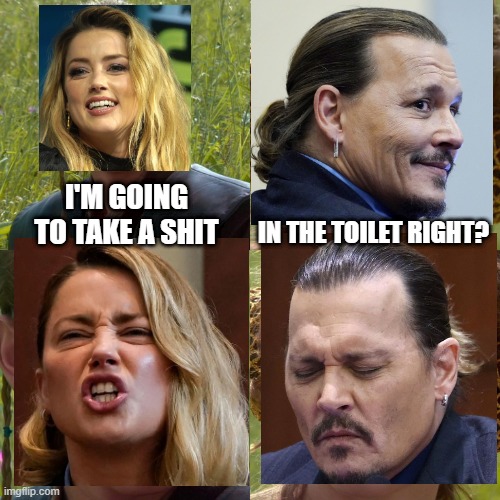 I'M GOING
TO TAKE A SHIT
IN THE TOILET RIGHT?
imgflip.com